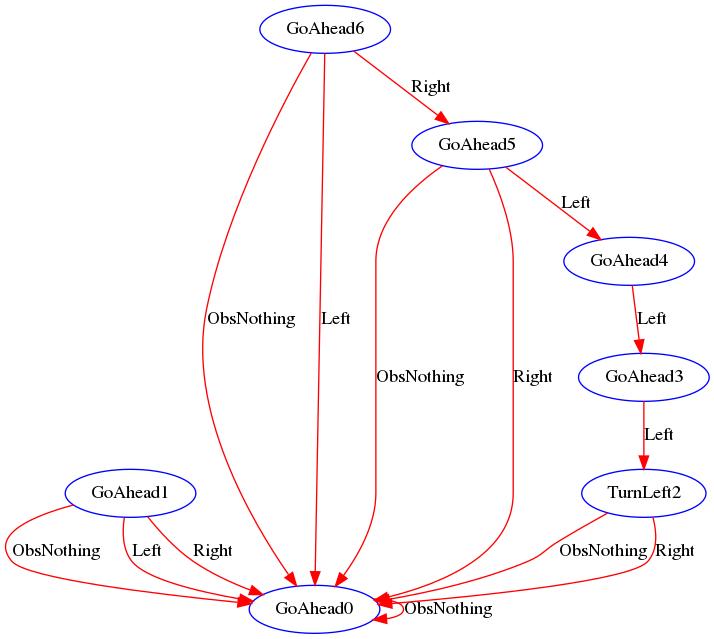 GoAhead6
Right
GoAhead5
Left
GoAhead4
ObsNothing
Left
Left
GoAhead3
ObsNothing
Right
Left
GoAhead1
TurnLeft2
ObsNothing
Left
Right
ObsNothing
Right
GoAhead0
ObsNothing